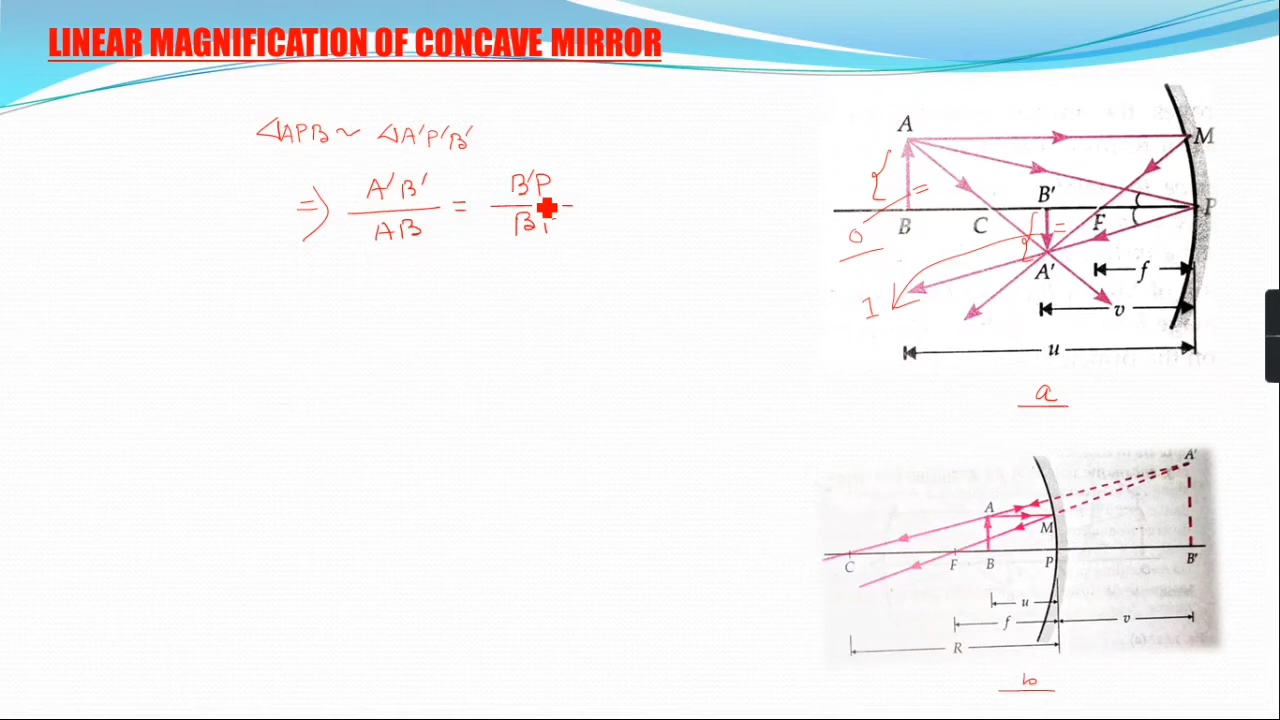 LINEAR MAGNIFICATION OF CONCAVE MIRROR
△APB ~ △A'P'B'
=> A'B' / AB = B'P / BP
A M
B' P
B C F
O
A' f
I v
u
a
A'
A
M
C F B P B'
u
f v
R
b